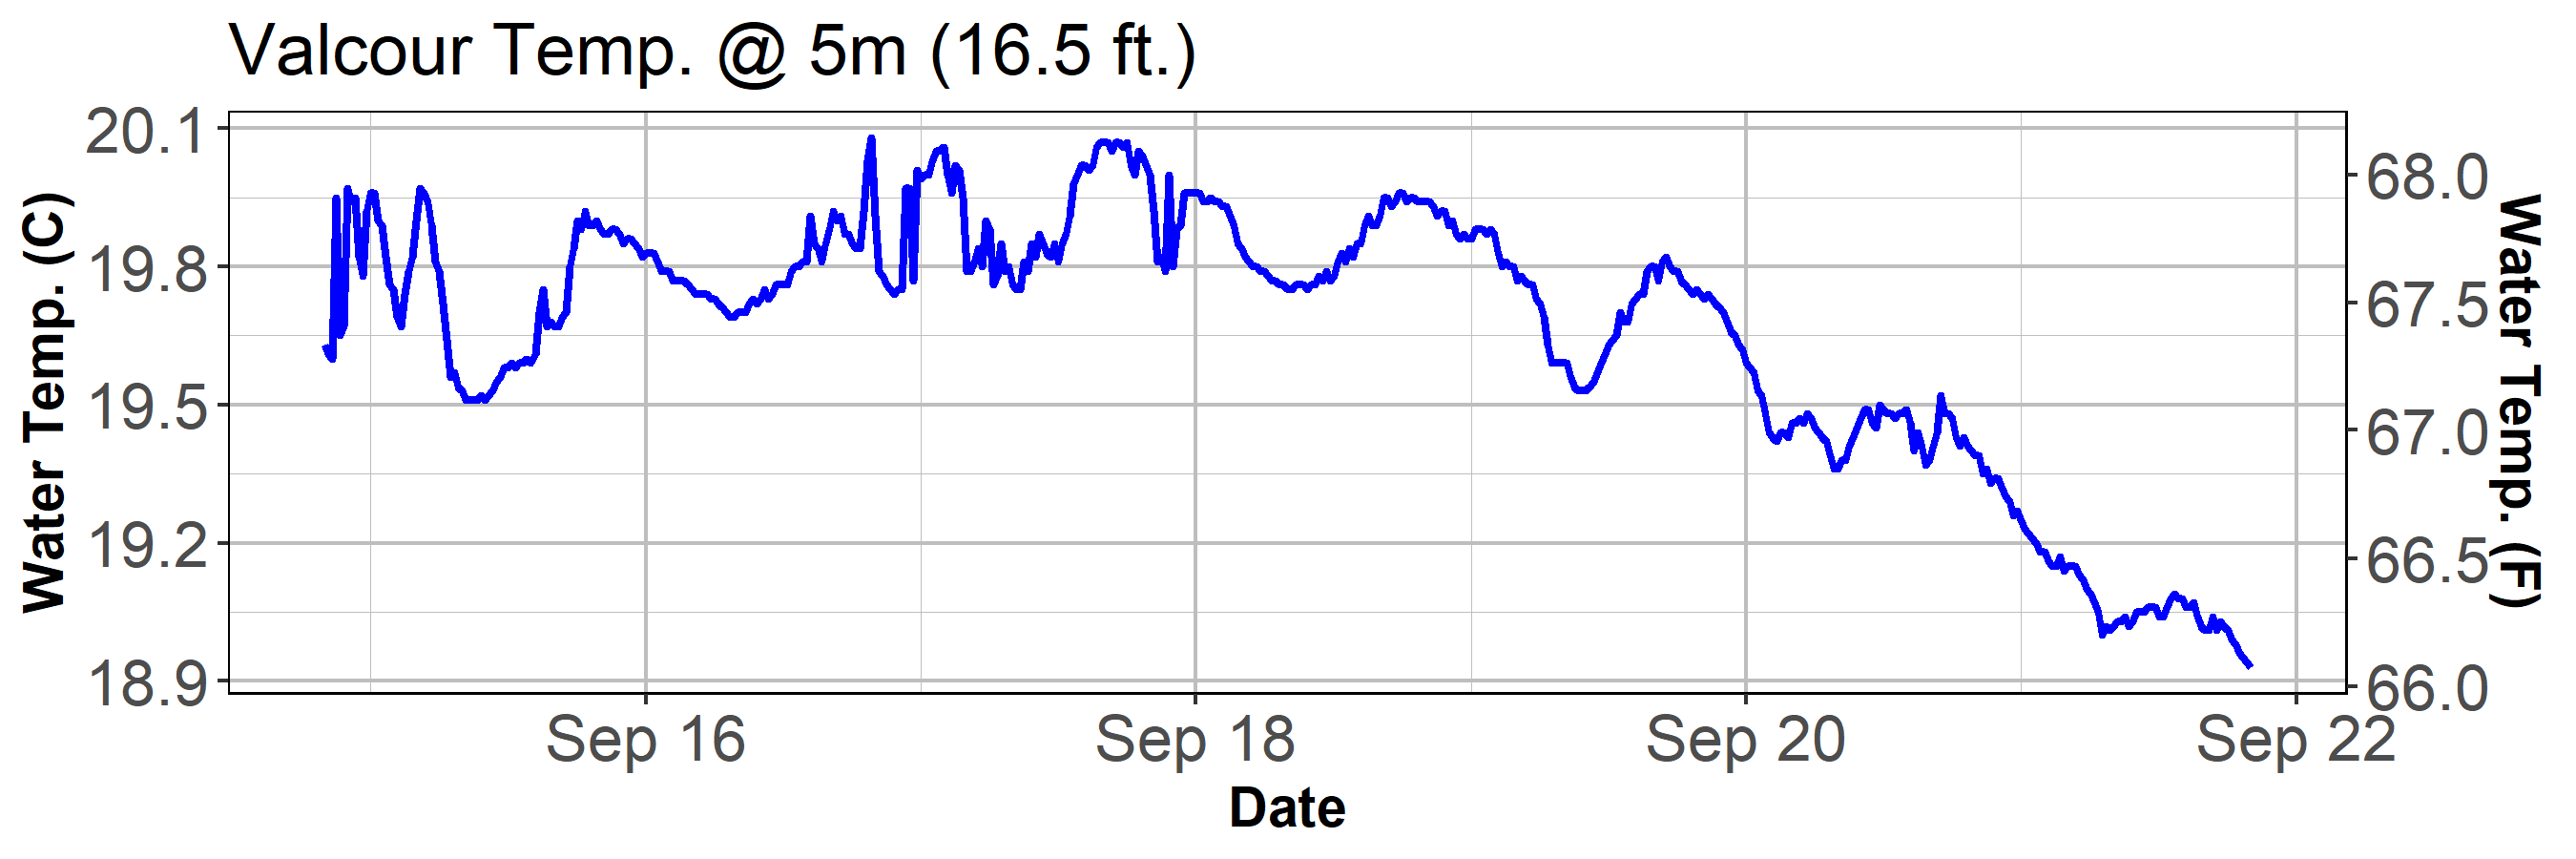 Valcour Temp. @ 5m (16.5 ft.)
Water Temp. (C)
20.1
19.8
19.5
19.2
18.9
68.0
67.5
67.0
66.5
66.0
Water Temp. (F)
Sep 16 Sep 18 Sep 20 Sep 22
Date